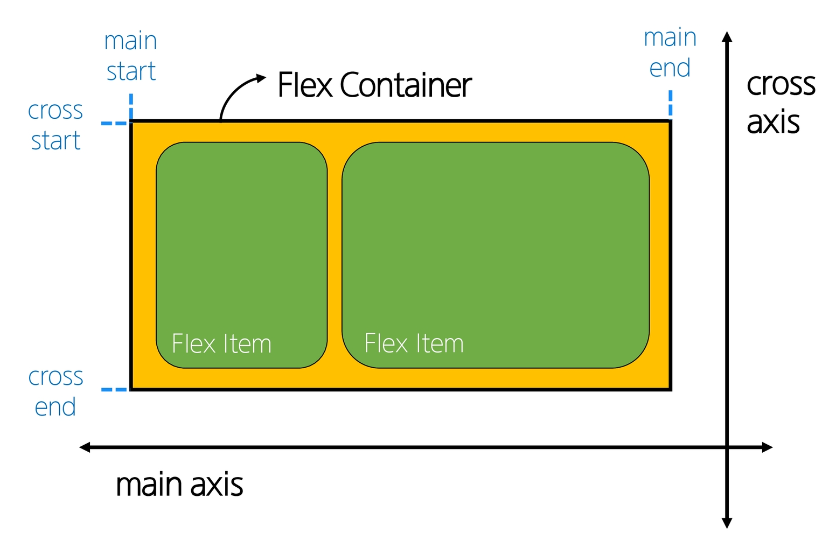 main
start
main
end
Flex Container
cross
axis
cross
start
Flex Item
Flex Item
cross
end
main axis